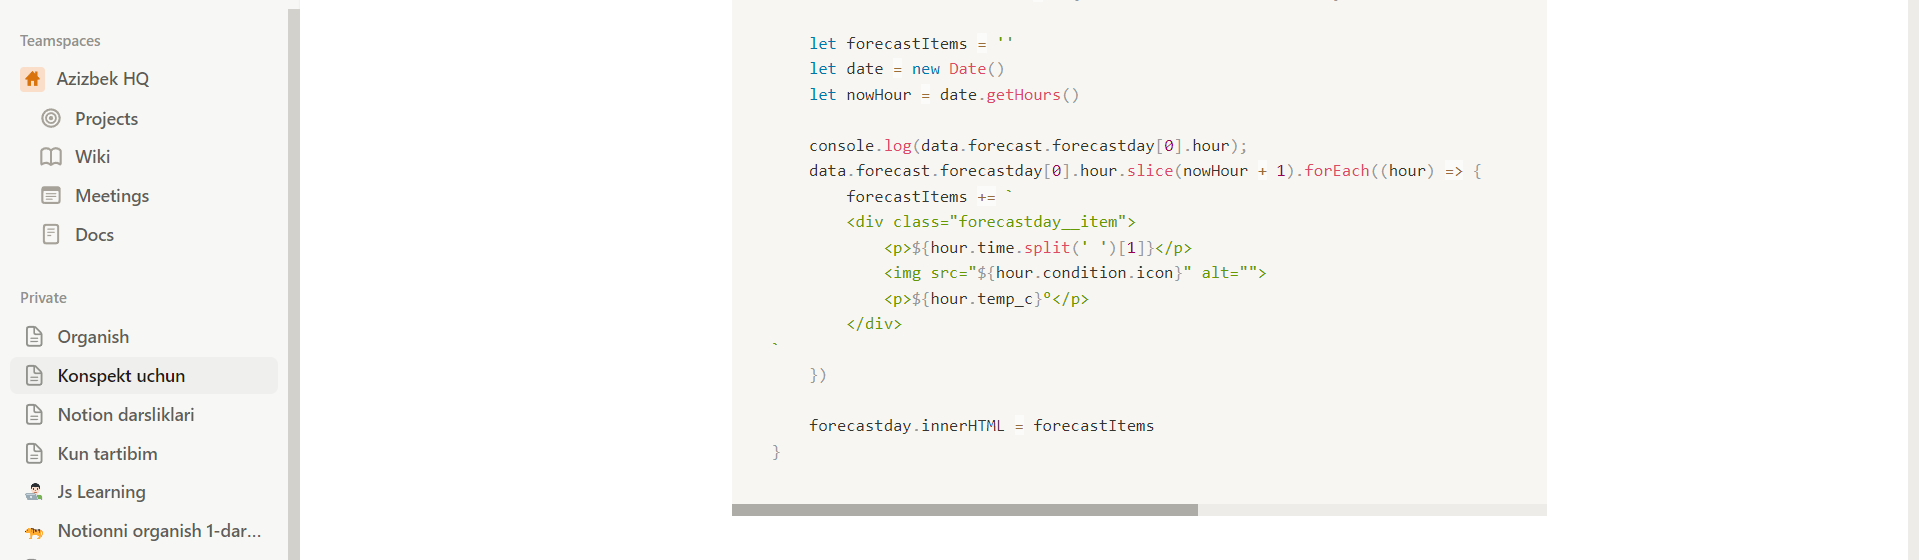 Teamspaces
Azizbek HQ
Projects
Wiki
Meetings
Docs
Private
Organish
Konspekt uchun
Notion darsliklari
Kun tartibim
Js Learning
Notionni organish 1-dar...
let forecastItems = ''
let date = new Date()
let nowHour = date.getHours()
console.log(data.forecast.forecastday[0].hour);
data.forecast.forecastday[0].hour.slice(nowHour + 1).forEach((hour) => {
forecastItems += `
<div class="forecastday__item">
<p>${hour.time.split(' ')[1]}</p>
<img src="${hour.condition.icon}" alt="">
<p>${hour.temp_c}°</p>
</div>
`
})
forecastday.innerHTML = forecastItems
}